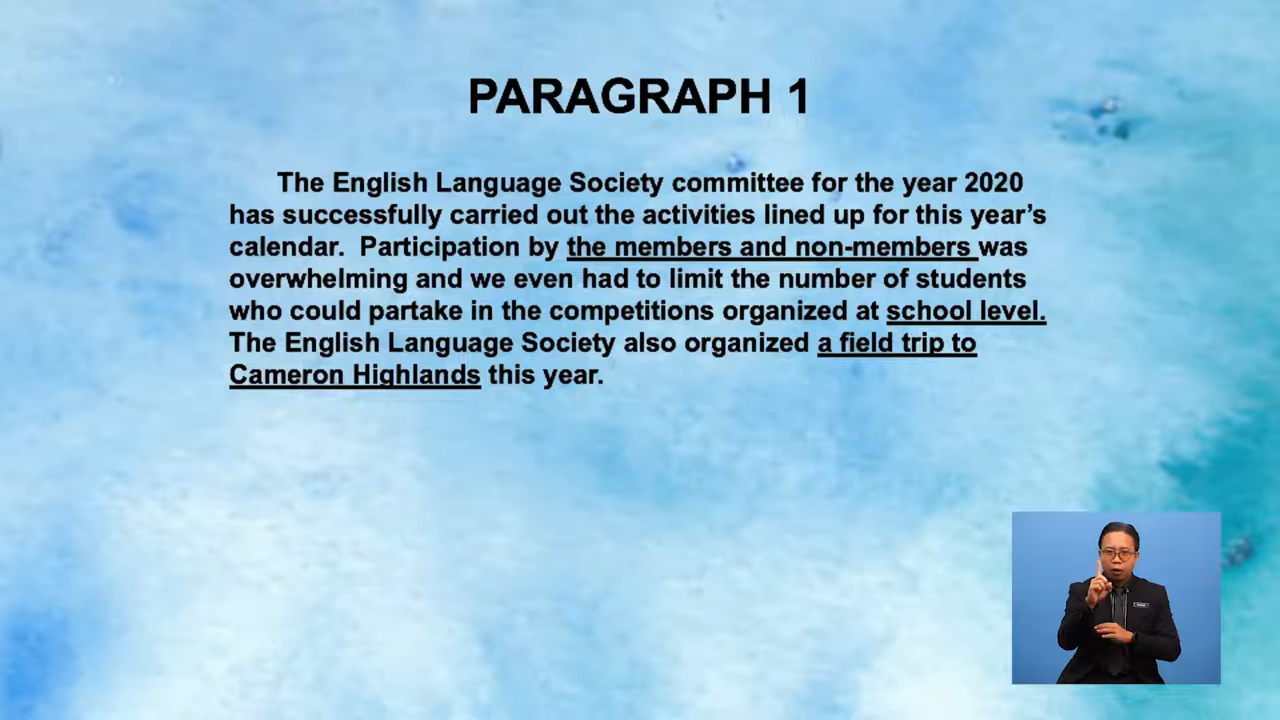 PARAGRAPH 1
The English Language Society committee for the year 2020
has successfully carried out the activities lined up for this year’s
calendar. Participation by the members and non-members was
overwhelming and we even had to limit the number of students
who could partake in the competitions organized at school level.
The English Language Society also organized a field trip to
Cameron Highlands this year.